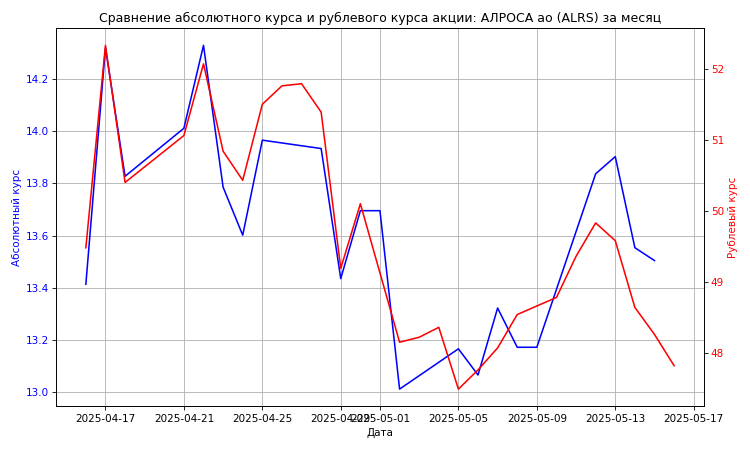 Сравнение абсолютного курса и рублевого курса акции: АЛРОСА ао (ALRS) за месяц
Абсолютный курс
14.2
14.0
13.8
13.6
13.4
13.2
13.0
52
51
50
49
48
Рублевый курс
2025-04-17 2025-04-21 2025-04-25 2025-04-29 2025-05-01 2025-05-05 2025-05-09 2025-05-13 2025-05-17
Дата